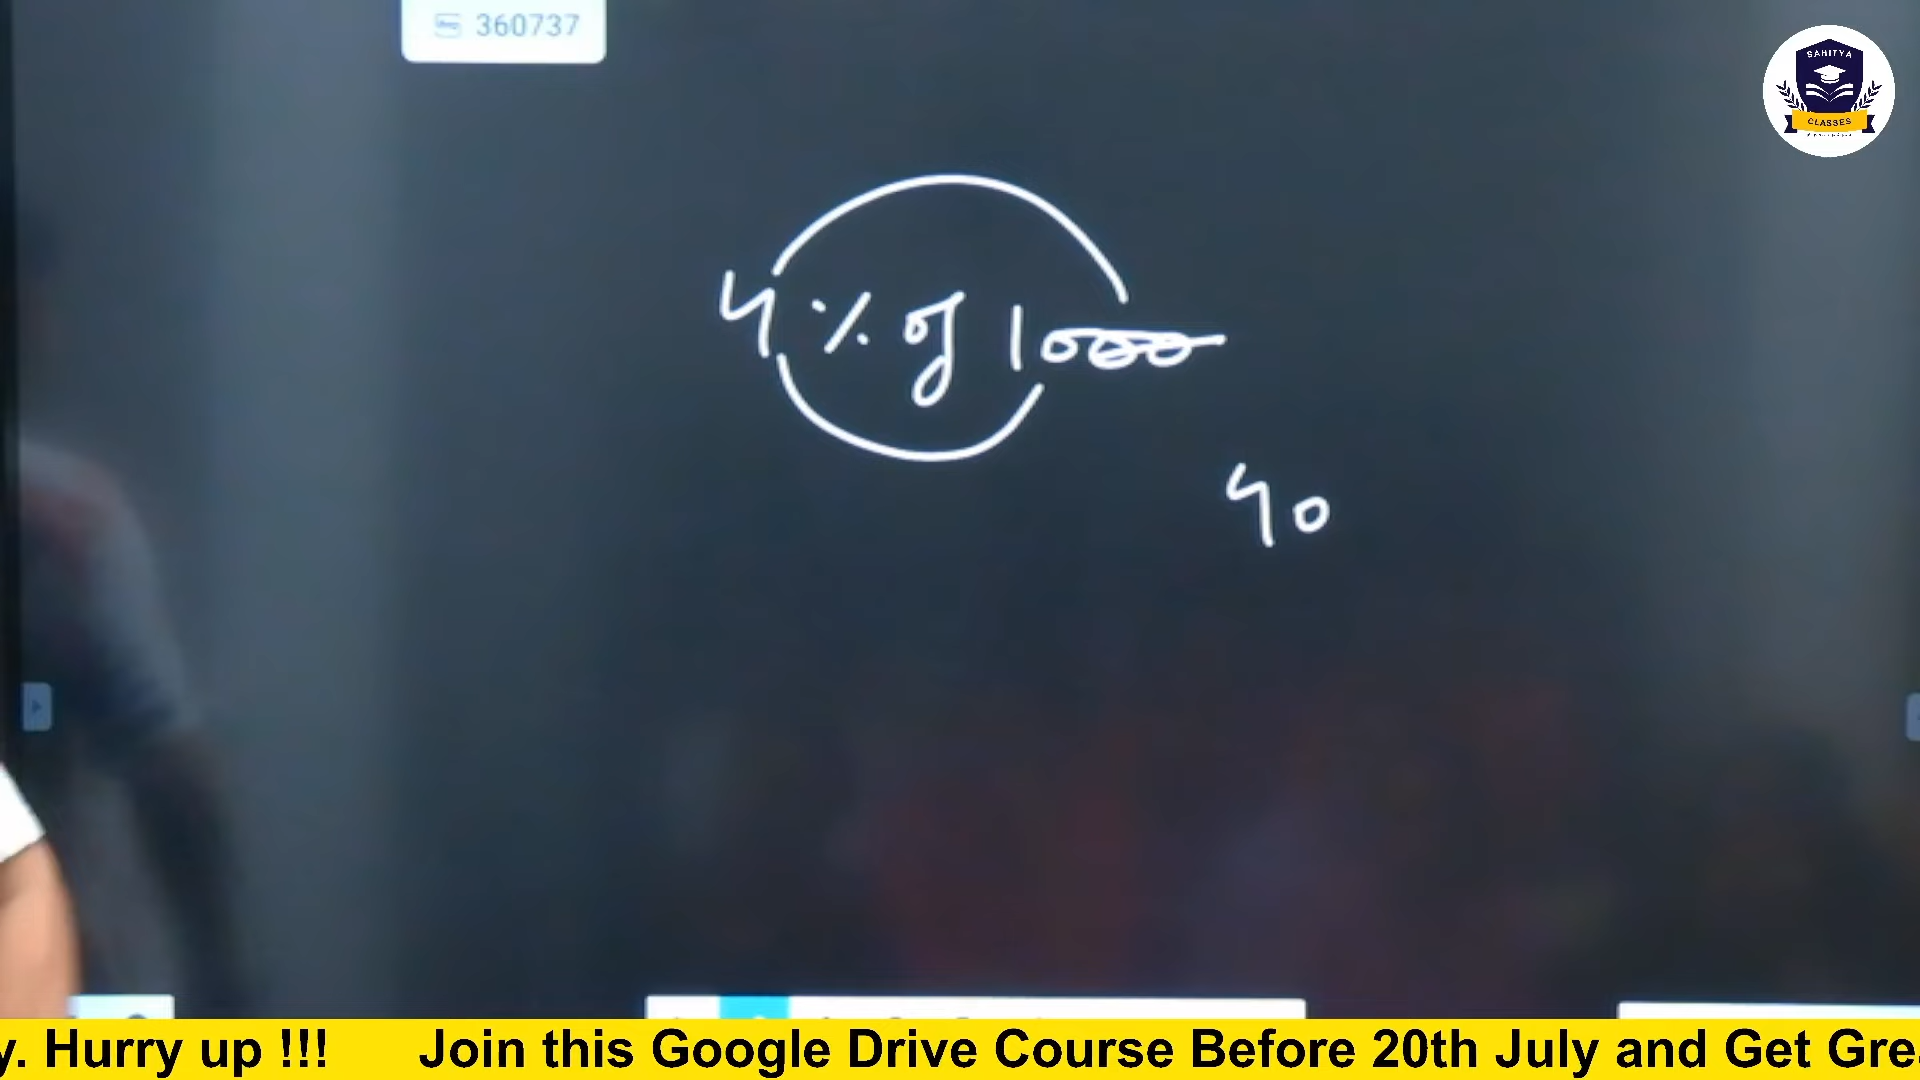 360737
SAHITYA
CLASSES
4 % of 1000
40
y. Hurry up !!! Join this Google Drive Course Before 20th July and Get Gre